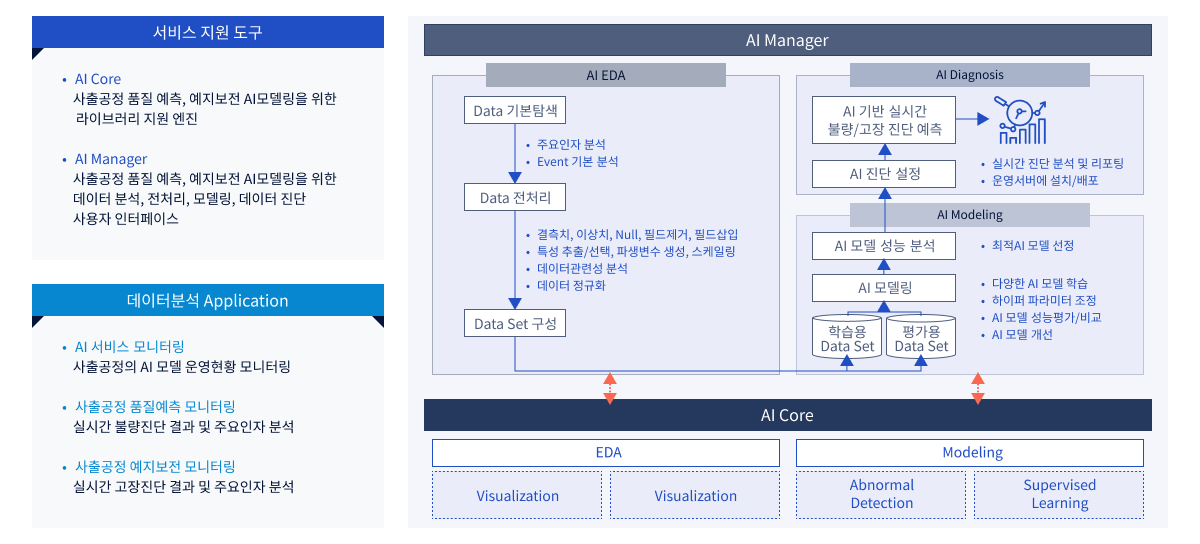 서비스 지원 도구
• AI Core
사출공정 품질 예측, 예지보전 AI모델링을 위한
라이브러리 지원 엔진
• AI Manager
사출공정 품질 예측, 예지보전 AI모델링을 위한
데이터 분석, 전처리, 모델링, 데이터 진단
사용자 인터페이스
데이터분석 Application
• AI 서비스 모니터링
사출공정의 AI 모델 운영현황 모니터링
• 사출공정 품질예측 모니터링
실시간 불량진단 결과 및 주요인자 분석
• 사출공정 예지보전 모니터링
실시간 고장진단 결과 및 주요인자 분석
AI Manager
AI EDA
Data 기본탐색
• 주요인자 분석
• Event 기본 분석
Data 전처리
• 결측치, 이상치, Null, 필드제거, 필드삽입
• 특성 추출/선택, 파생변수 생성, 스케일링
• 데이터관련성 분석
• 데이터 정규화
Data Set 구성
AI Diagnosis
AI 기반 실시간
불량/고장 진단 예측
AI 진단 설정
• 실시간 진단 분석 및 리포팅
• 운영서버에 설치/배포
AI Modeling
AI 모델 성능 분석
• 최적AI 모델 선정
AI 모델링
• 다양한 AI 모델 학습
• 하이퍼 파라미터 조정
• AI 모델 성능평가/비교
• AI 모델 개선
학습용
Data Set
평가용
Data Set
AI Core
EDA
Modeling
Visualization
Visualization
Abnormal
Detection
Supervised
Learning